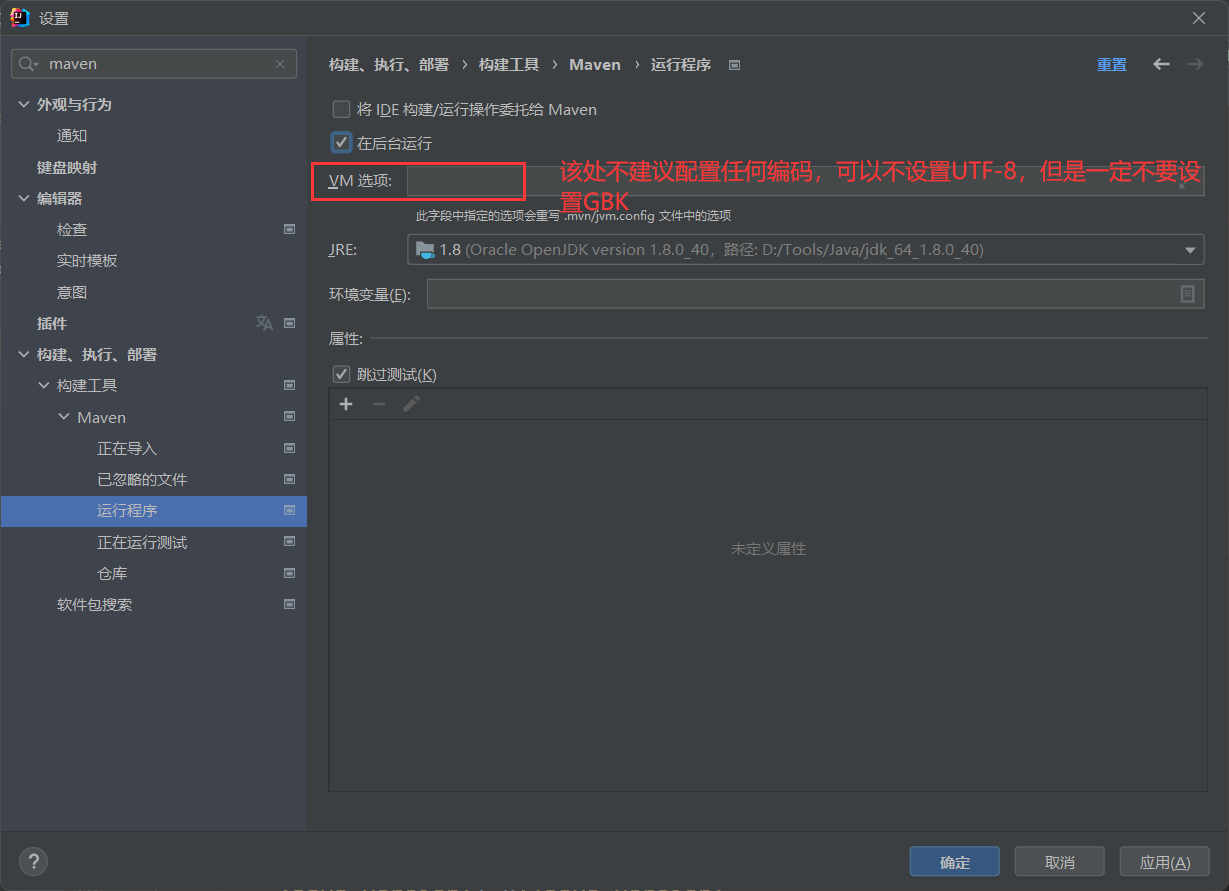 设置
maven
外观与行为
通知
键盘映射
编辑器
检查
实时模板
意图
插件
构建、执行、部署
构建工具
Maven
正在导入
已忽略的文件
运行程序
正在运行测试
仓库
软件包搜索
构建、执行、部署 › 构建工具 › Maven › 运行程序
重置
将 IDE 构建/运行操作委托给 Maven
在后台运行
VM 选项:
该处不建议配置任何编码，可以不设置UTF-8，但是一定不要设
置GBK
此字段中指定的选项会重写 .mvn/jvm.config 文件中的选项
JRE:
1.8 (Oracle OpenJDK version 1.8.0_40，路径: D:/Tools/Java/jdk_64_1.8.0_40)
环境变量(E):
属性:
跳过测试(K)
未定义属性
?
确定
取消
应用(A)